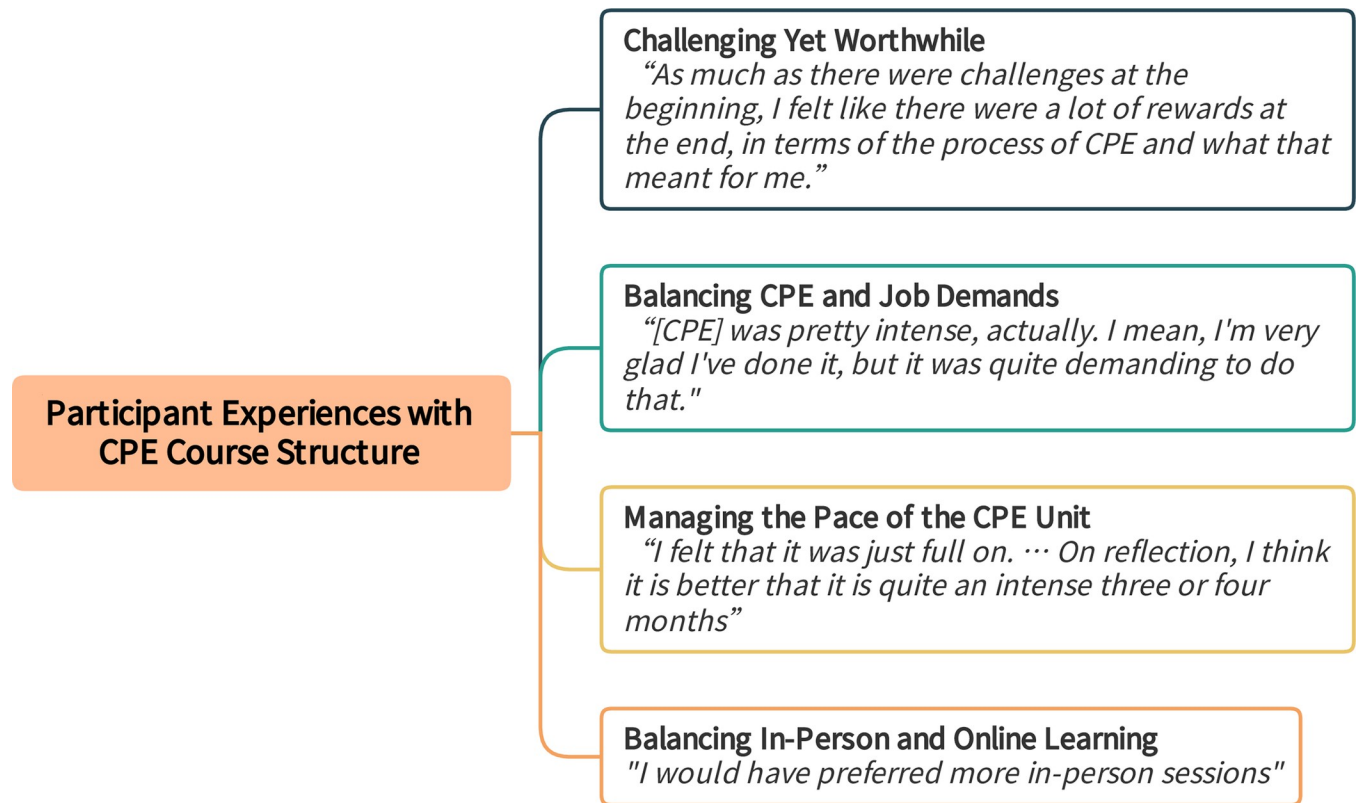 Challenging Yet Worthwhile
“As much as there were challenges at the
beginning, I felt like there were a lot of rewards at
the end, in terms of the process of CPE and what that
meant for me.”
Balancing CPE and Job Demands
“[CPE] was pretty intense, actually. I mean, I'm very
glad I've done it, but it was quite demanding to do
that."
Participant Experiences with
CPE Course Structure
Managing the Pace of the CPE Unit
“I felt that it was just full on. ⋯ On reflection, I think
it is better that it is quite an intense three or four
months”
Balancing In-Person and Online Learning
"I would have preferred more in-person sessions"